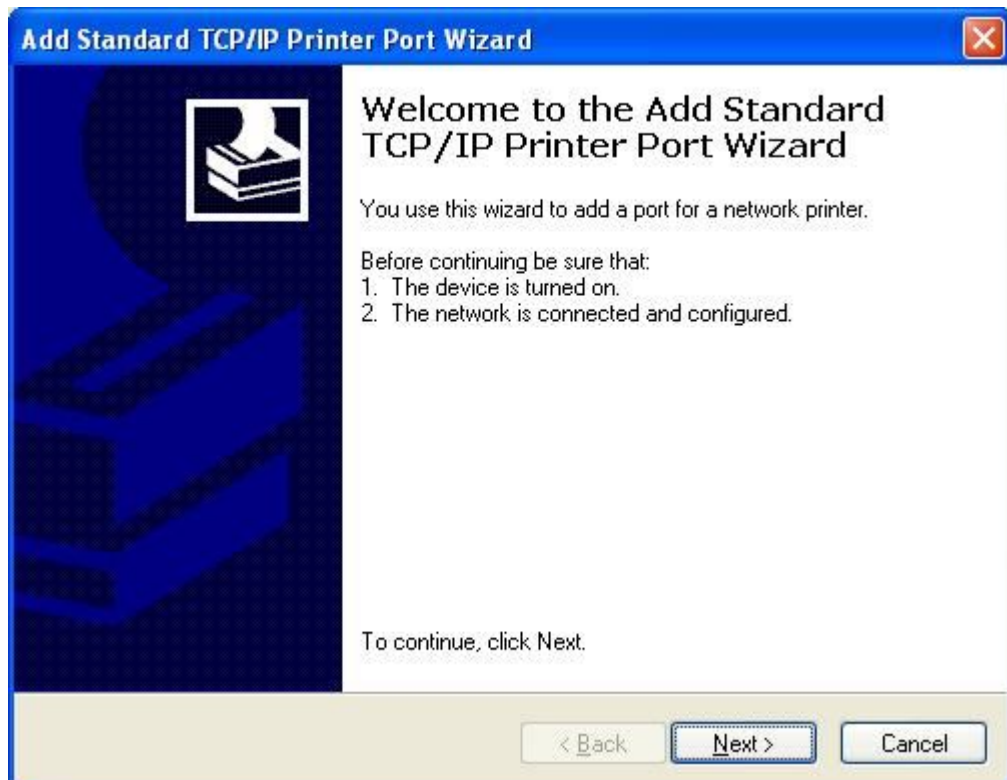 Add Standard TCP/IP Printer Port Wizard
Welcome to the Add Standard
TCP/IP Printer Port Wizard
You use this wizard to add a port for a network printer.
Before continuing be sure that:
1. The device is turned on.
2. The network is connected and configured.
To continue, click Next.
< Back
Next >
Cancel